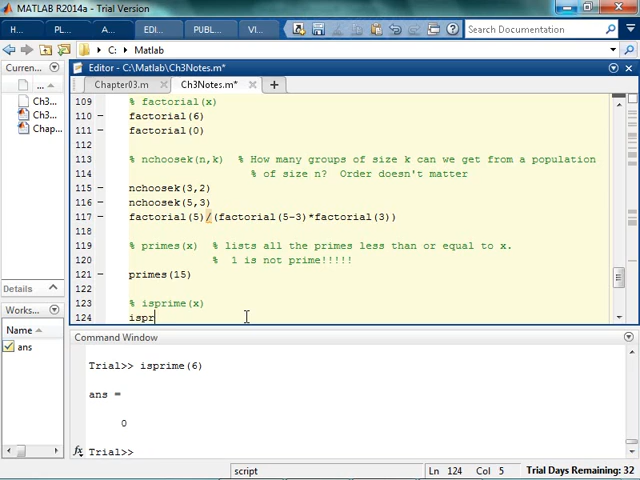 MATLAB R2014a - Trial Version
H... PL... A... EDIT... PUBL... VI... Search Documentation
C: Matlab
Curren... Editor - C:\Matlab\Ch3Notes.m*
... Chapter03.m Ch3Notes.m*
Ch3...
Ch3...
Chap...
109 % factorial(x)
110 factorial(6)
111 factorial(0)
112
113 % nchoosek(n,k) % How many groups of size k can we get from a population
114 % of size n? Order doesn't matter
115 nchoosek(3,2)
116 nchoosek(5,3)
117 factorial(5)/(factorial(5-3)*factorial(3))
118
119 % primes(x) % lists all the primes less than or equal to x.
120 % 1 is not prime!!!!!
121 primes(15)
122
123 % isprime(x)
124 ispr
Details
Works...
Name
ans
Command Window
Trial>> isprime(6)
ans =
0
fx Trial>>
script Ln 124 Col 5 Trial Days Remaining: 32